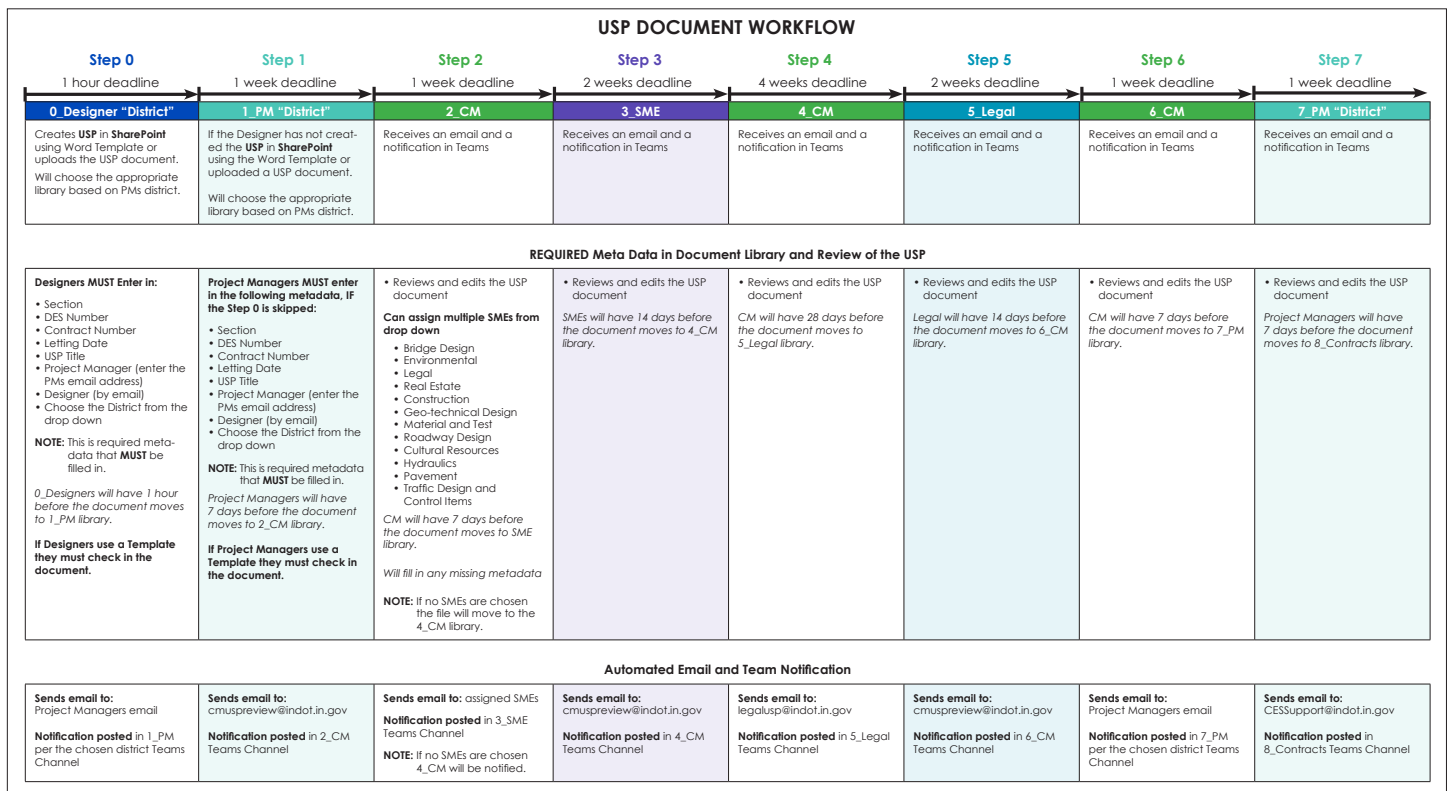 USP DOCUMENT WORKFLOW
Step 0
1 hour deadline
0_Designer “District”
Creates USP in SharePoint
using Word Template or
uploads the USP document.
Will choose the appropriate
library based on PMs district.
Step 1
1 week deadline
1_PM “District”
If the Designer has not creat-
ed the USP in SharePoint
using the Word Template or
uploaded a USP document.
Will choose the appropriate
library based on PMs district.
Step 2
1 week deadline
2_CM
Receives an email and a
notification in Teams
Step 3
2 weeks deadline
3_SME
Receives an email and a
notification in Teams
Step 4
4 weeks deadline
4_CM
Receives an email and a
notification in Teams
Step 5
2 weeks deadline
5_Legal
Receives an email and a
notification in Teams
Step 6
1 week deadline
6_CM
Receives an email and a
notification in Teams
Step 7
1 week deadline
7_PM “District”
Receives an email and a
notification in Teams
REQUIRED Meta Data in Document Library and Review of the USP
Designers MUST Enter in:
• Section
• DES Number
• Contract Number
• Letting Date
• USP Title
• Project Manager (enter the
PMs email address)
• Designer (by email)
• Choose the District from the
drop down
NOTE: This is required meta-
data that MUST be
filled in.
0_Designers will have 1 hour
before the document moves
to 1_PM library.
If Designers use a Template
they must check in the
document.
Project Managers MUST enter
in the following metadata, IF
the Step 0 is skipped:
• Section
• DES Number
• Contract Number
• Letting Date
• USP Title
• Project Manager (enter the
PMs email address)
• Designer (by email)
• Choose the District from the
drop down
NOTE: This is required metadata
that MUST be filled in.
Project Managers will have
7 days before the document
moves to 2_CM library.
If Project Managers use a
Template they must check in
the document.
• Reviews and edits the USP
document
Can assign multiple SMEs from
drop down
• Bridge Design
• Environmental
• Legal
• Real Estate
• Construction
• Geo-technical Design
• Material and Test
• Roadway Design
• Cultural Resources
• Hydraulics
• Pavement
• Traffic Design and
Control Items
CM will have 7 days before
the document moves to SME
library.
Will fill in any missing metadata
NOTE: If no SMEs are chosen
the file will move to the
4_CM library.
• Reviews and edits the USP
document
SMEs will have 14 days before
the document moves to 4_CM
library.
• Reviews and edits the USP
document
CM will have 28 days before
the document moves to
5_Legal library.
• Reviews and edits the USP
document
Legal will have 14 days before
the document moves to 6_CM
library.
• Reviews and edits the USP
document
CM will have 7 days before
the document moves to 7_PM
library.
• Reviews and edits the USP
document
Project Managers will have
7 days before the document
moves to 8_Contracts library.
Automated Email and Team Notification
Sends email to:
Project Managers email
Notification posted in 1_PM
per the chosen district Teams
Channel
Sends email to:
cmuspreview@indot.in.gov
Notification posted in 2_CM
Teams Channel
Sends email to: assigned SMEs
Notification posted in 3_SME
Teams Channel
NOTE: If no SMEs are chosen
4_CM will be notified.
Sends email to:
cmuspreview@indot.in.gov
Notification posted in 4_CM
Teams Channel
Sends email to:
legalusp@indot.in.gov
Notification posted in 5_Legal
Teams Channel
Sends email to:
cmuspreview@indot.in.gov
Notification posted in 6_CM
Teams Channel
Sends email to:
Project Managers email
Notification posted in 7_PM
per the chosen district Teams
Channel
Sends email to:
CESSupport@indot.in.gov
Notification posted in
8_Contracts Teams Channel